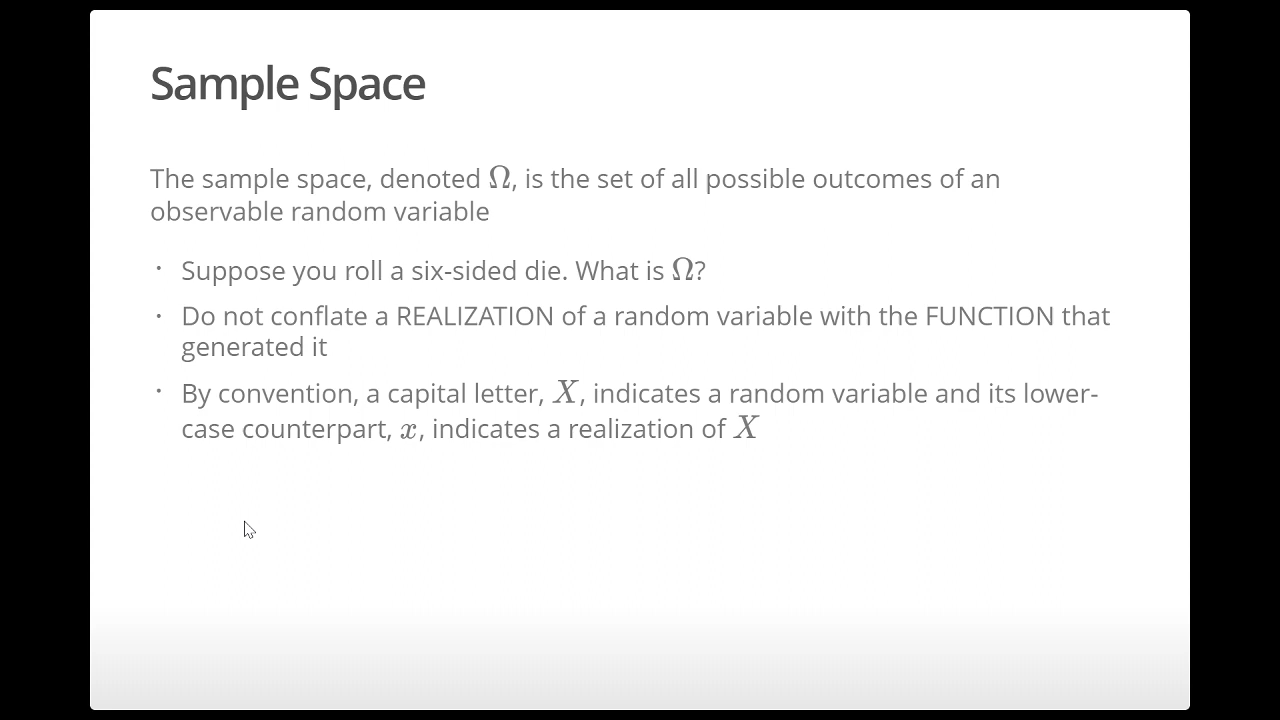 Sample Space
The sample space, denoted Ω, is the set of all possible outcomes of an
observable random variable
• Suppose you roll a six-sided die. What is Ω?
• Do not conflate a REALIZATION of a random variable with the FUNCTION that
generated it
• By convention, a capital letter, X, indicates a random variable and its lower-
case counterpart, x, indicates a realization of X